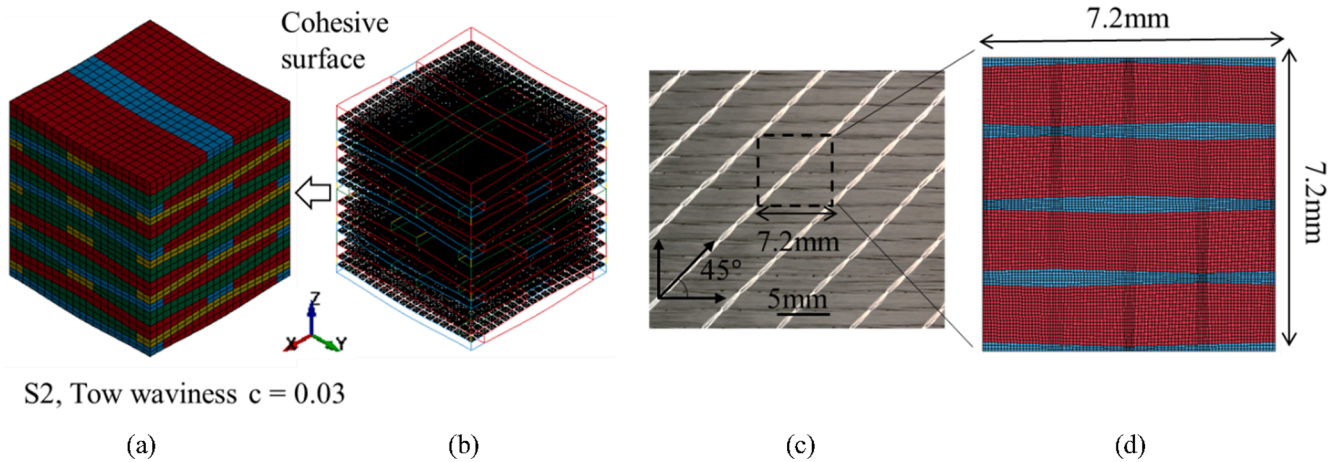 Cohesive
surface
Z
X
Y
S2, Tow waviness c = 0.03
7.2mm
45°
5mm
7.2mm
7.2mm
(a)
(b)
(c)
(d)